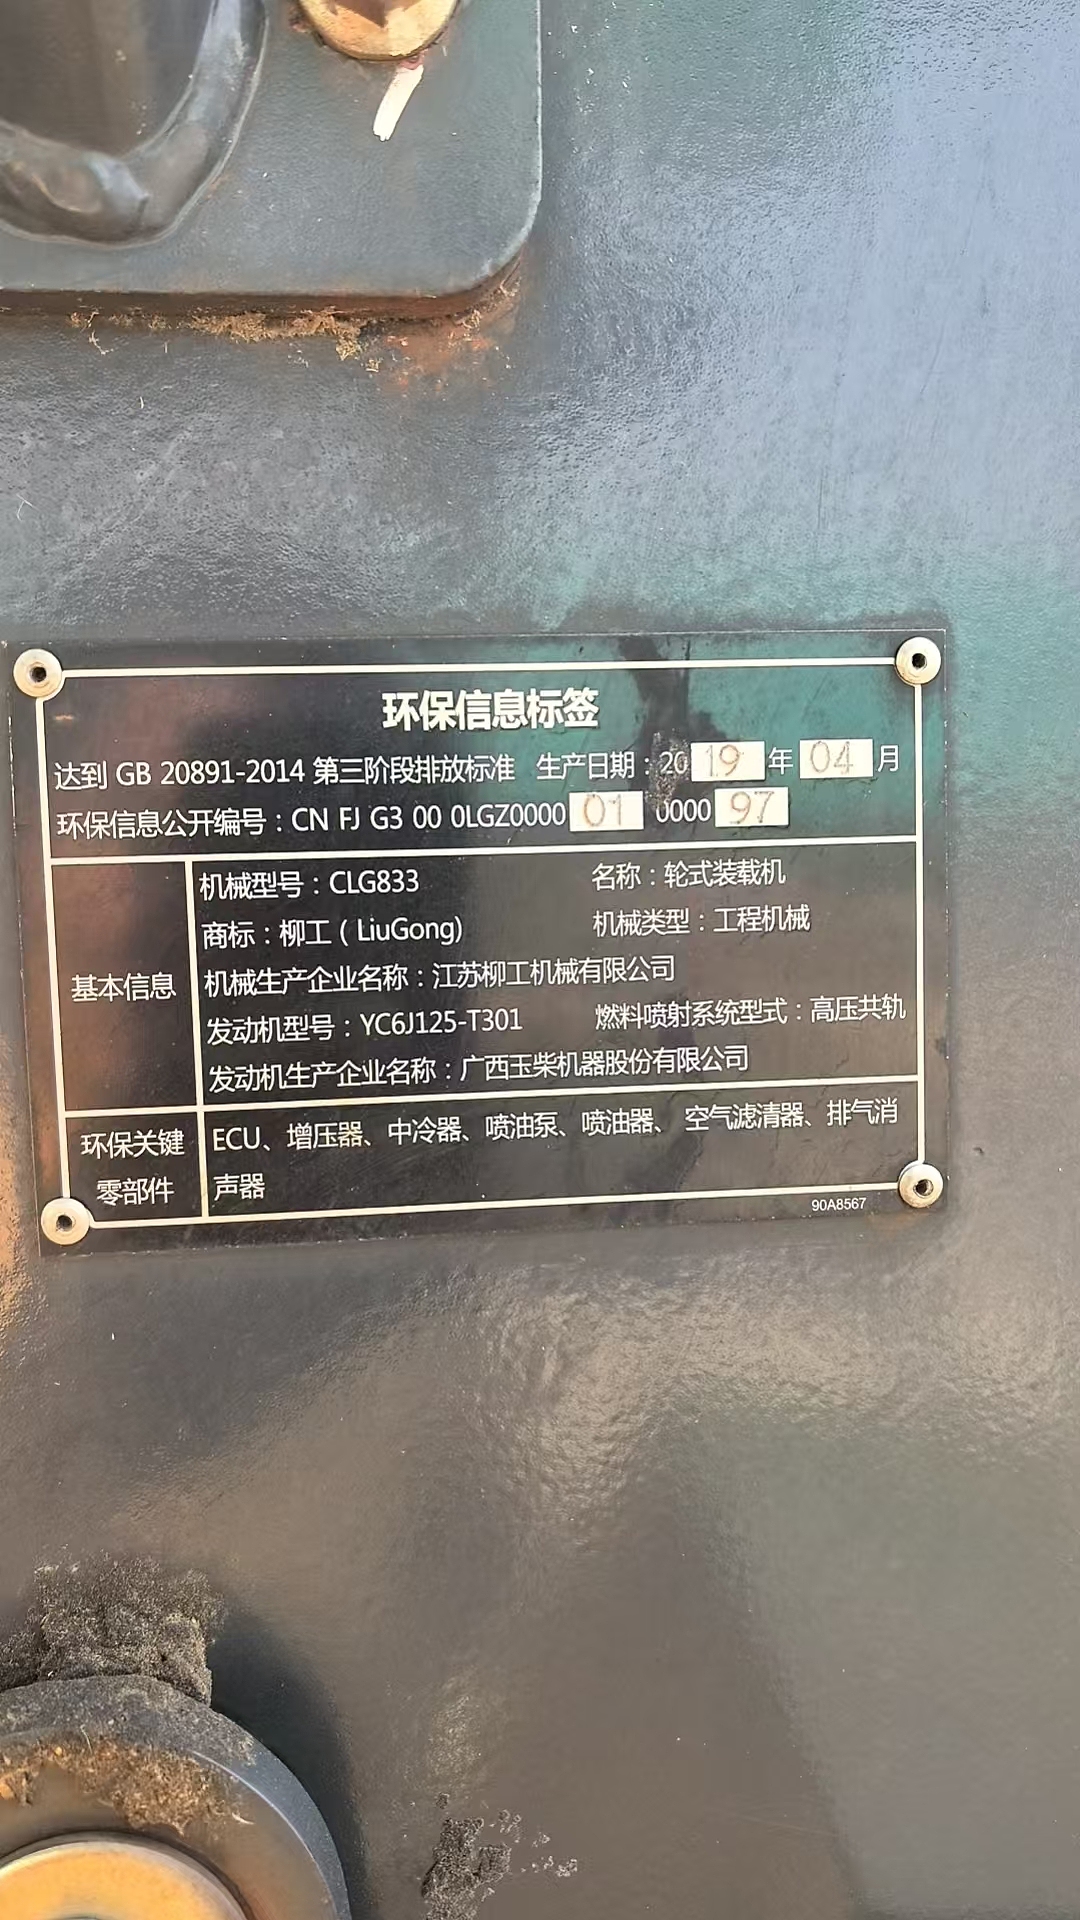 环保信息标签
达到 GB 20891-2014 第三阶段排放标准 生产日期：2019年04月
环保信息公开编号：CN FJ G3 00 0LGZ0000 01 0000 97
基本信息
机械型号：CLG833 名称：轮式装载机
商标：柳工（LiuGong) 机械类型：工程机械
机械生产企业名称：江苏柳工机械有限公司
发动机型号：YC6J125-T301 燃料喷射系统型式：高压共轨
发动机生产企业名称：广西玉柴机器股份有限公司
环保关键
零部件
ECU、增压器、中冷器、喷油泵、喷油器、空气滤清器、排气消
声器
90A8567